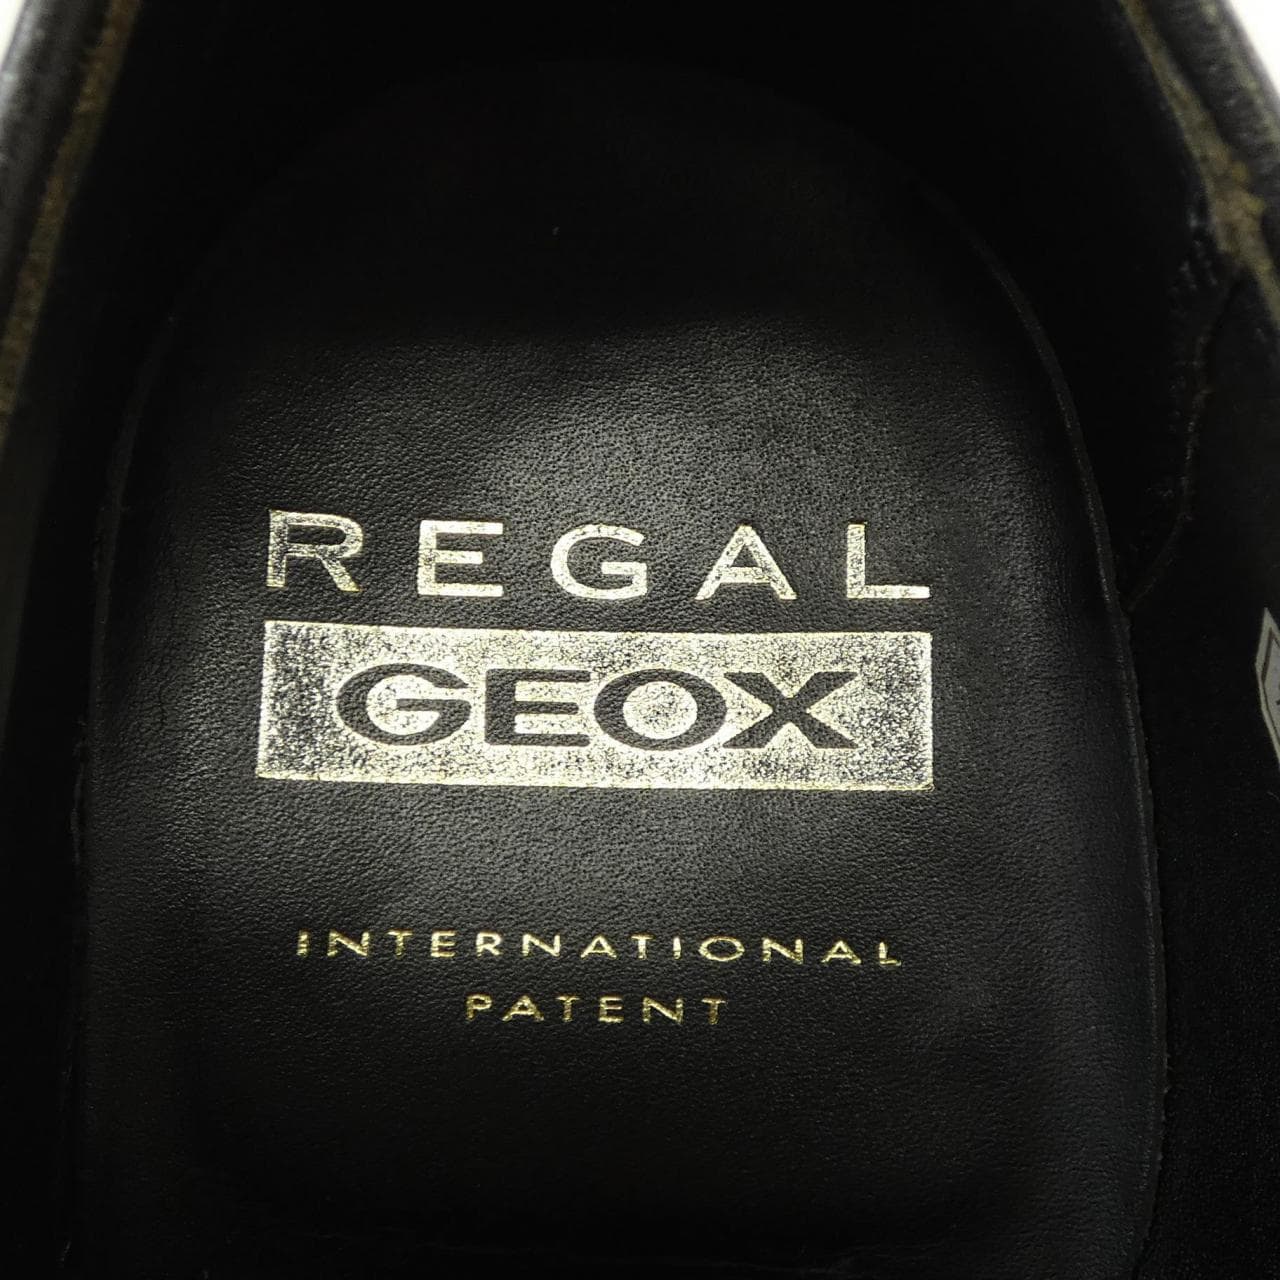 REGAL
GEOX
INTERNATIONAL
PATENT